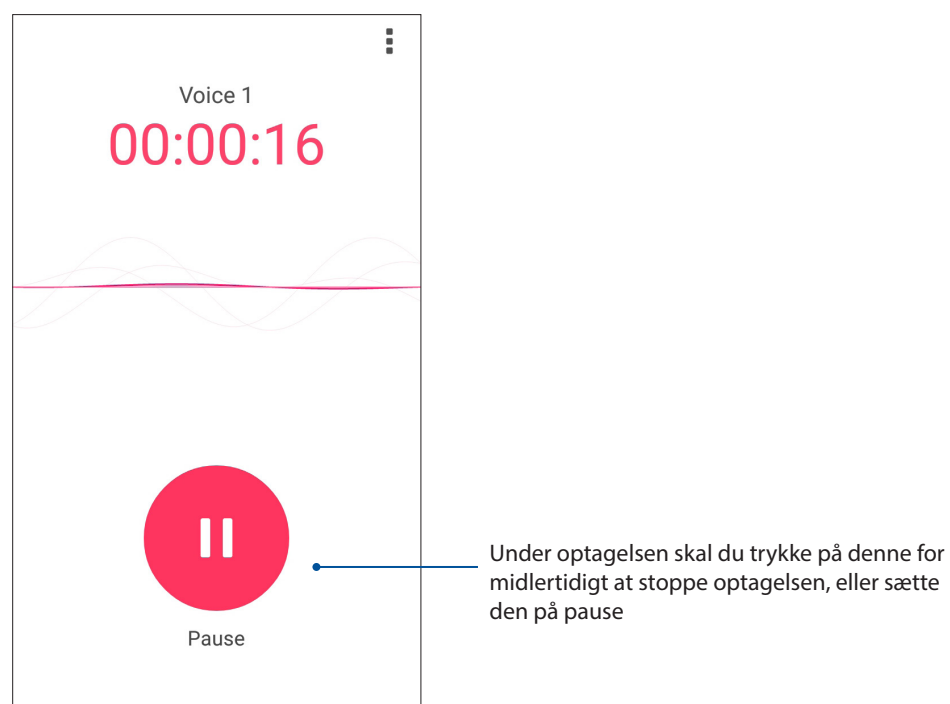 Voice 1
00:00:16
Under optagelsen skal du trykke på denne for
midlertidigt at stoppe optagelsen, eller sætte
den på pause
Pause